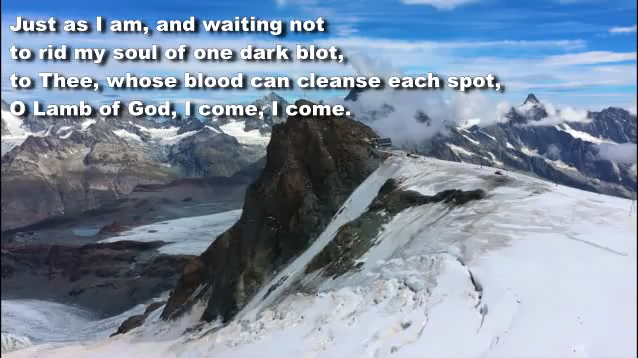 Just as I am, and waiting not
to rid my soul of one dark blot,
to Thee, whose blood can cleanse each spot,
O Lamb of God, I come, I come.